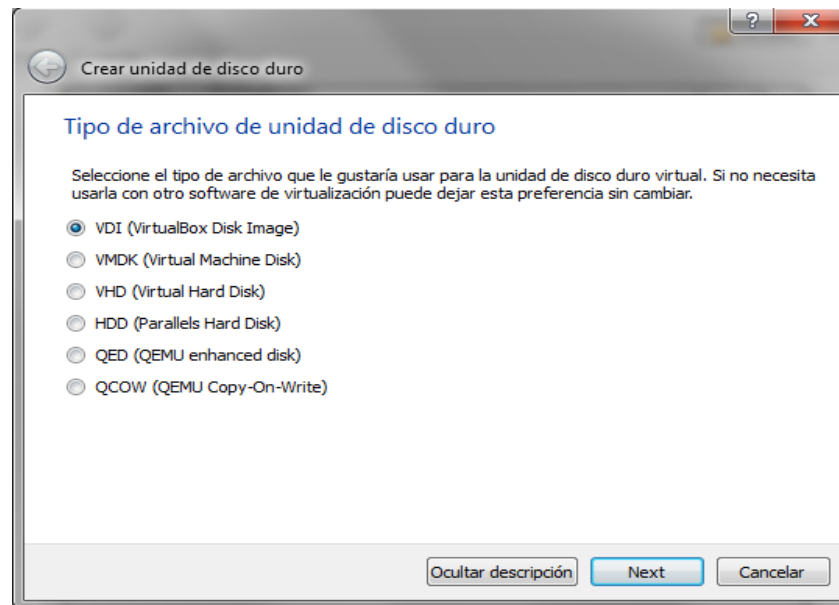 ?
X
Crear unidad de disco duro
Tipo de archivo de unidad de disco duro
Seleccione el tipo de archivo que le gustaría usar para la unidad de disco duro virtual. Si no necesita
usarla con otro software de virtualización puede dejar esta preferencia sin cambiar.
VDI (VirtualBox Disk Image)
VMDK (Virtual Machine Disk)
VHD (Virtual Hard Disk)
HDD (Parallels Hard Disk)
QED (QEMU enhanced disk)
QCOW (QEMU Copy-On-Write)
Ocultar descripción Next Cancelar